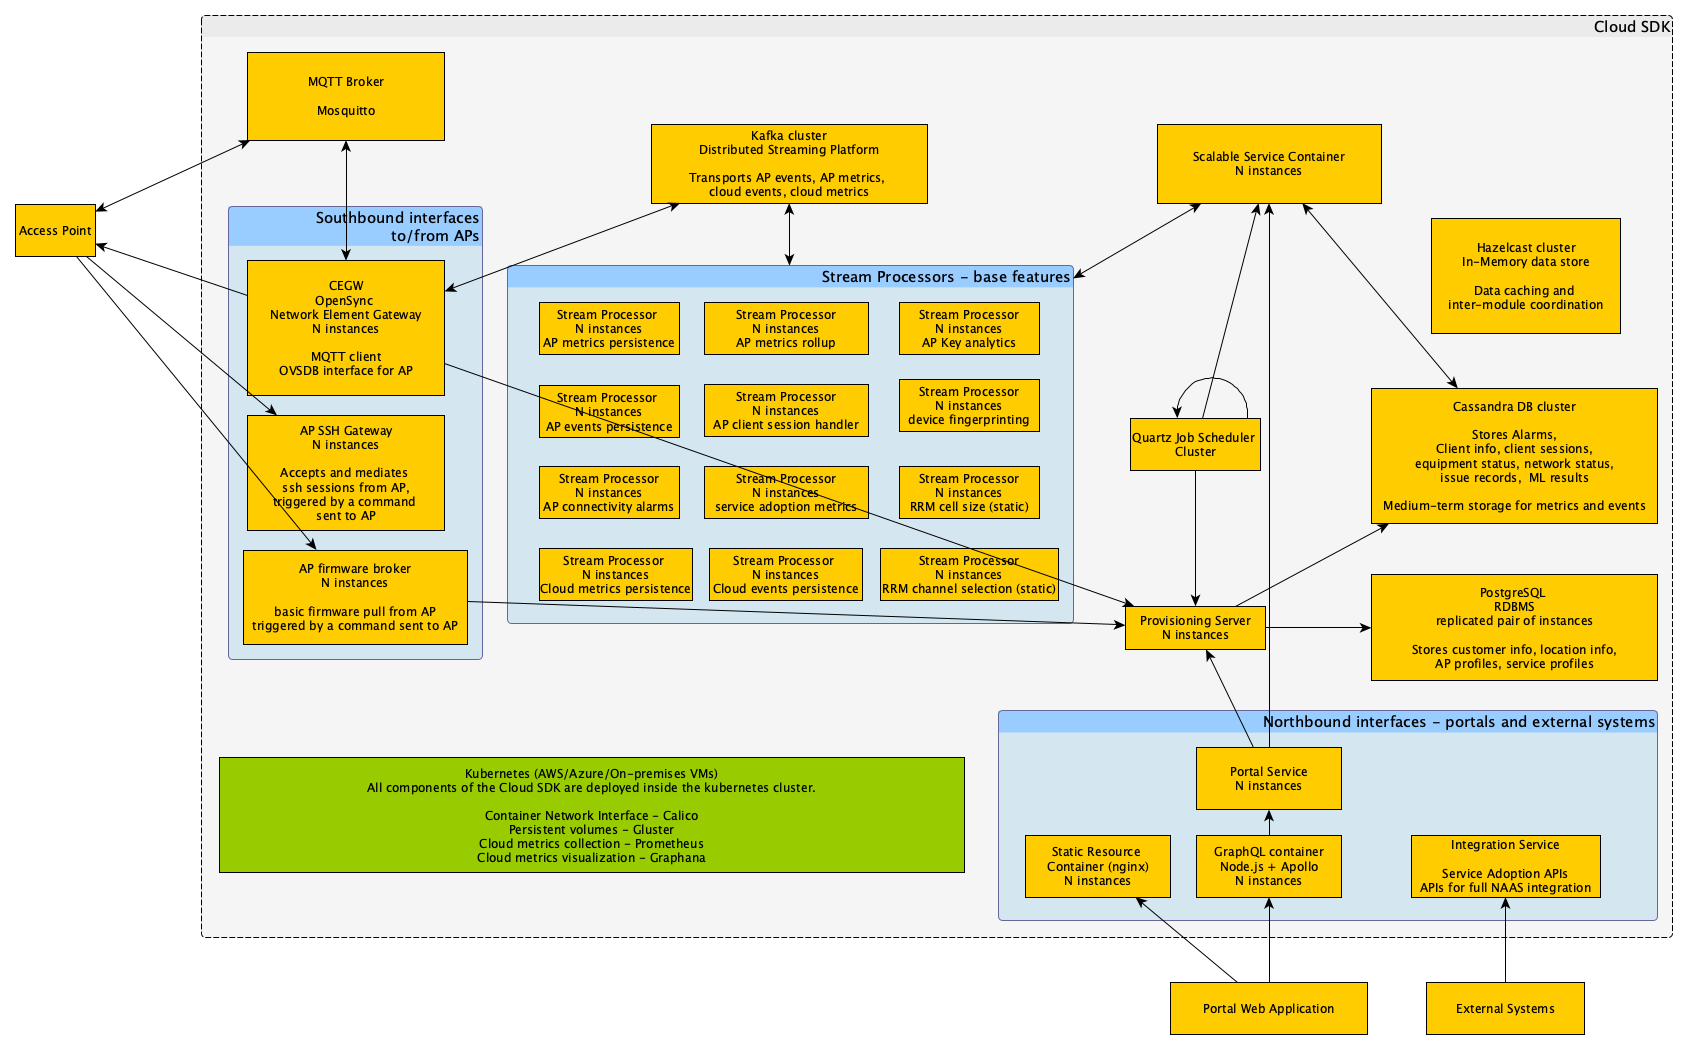 Cloud SDK
MQTT Broker
Mosquitto
Kafka cluster
Distributed Streaming Platform
Transports AP events, AP metrics,
cloud events, cloud metrics
Scalable Service Container
N instances
Access Point
Southbound interfaces
to/from APs
CEGW
OpenSync
Network Element Gateway
N instances
MQTT client
OVSDB interface for AP
AP SSH Gateway
N instances
Accepts and mediates
ssh sessions from AP,
triggered by a command
sent to AP
AP firmware broker
N instances
basic firmware pull from AP
triggered by a command sent to AP
Stream Processors - base features
Stream Processor
N instances
AP metrics persistence
Stream Processor
N instances
AP metrics rollup
Stream Processor
N instances
AP Key analytics
Stream Processor
N instances
AP events persistence
Stream Processor
N instances
AP client session handler
Stream Processor
N instances
device fingerprinting
Stream Processor
N instances
AP connectivity alarms
Stream Processor
N instances
service adoption metrics
Stream Processor
N instances
RRM cell size (static)
Stream Processor
N instances
Cloud metrics persistence
Stream Processor
N instances
Cloud events persistence
Stream Processor
N instances
RRM channel selection (static)
Hazelcast cluster
In-Memory data store
Data caching and
inter-module coordination
Quartz Job Scheduler
Cluster
Cassandra DB cluster
Stores Alarms,
Client info, client sessions,
equipment status, network status,
issue records, ML results
Medium-term storage for metrics and events
Provisioning Server
N instances
PostgreSQL
RDBMS
replicated pair of instances
Stores customer info, location info,
AP profiles, service profiles
Northbound interfaces - portals and external systems
Portal Service
N instances
Static Resource
Container (nginx)
N instances
GraphQL container
Node.js + Apollo
N instances
Integration Service
Service Adoption APIs
APIs for full NAAS integration
Kubernetes (AWS/Azure/On-premises VMs)
All components of the Cloud SDK are deployed inside the kubernetes cluster.
Container Network Interface - Calico
Persistent volumes - Gluster
Cloud metrics collection - Prometheus
Cloud metrics visualization - Graphana
Portal Web Application
External Systems